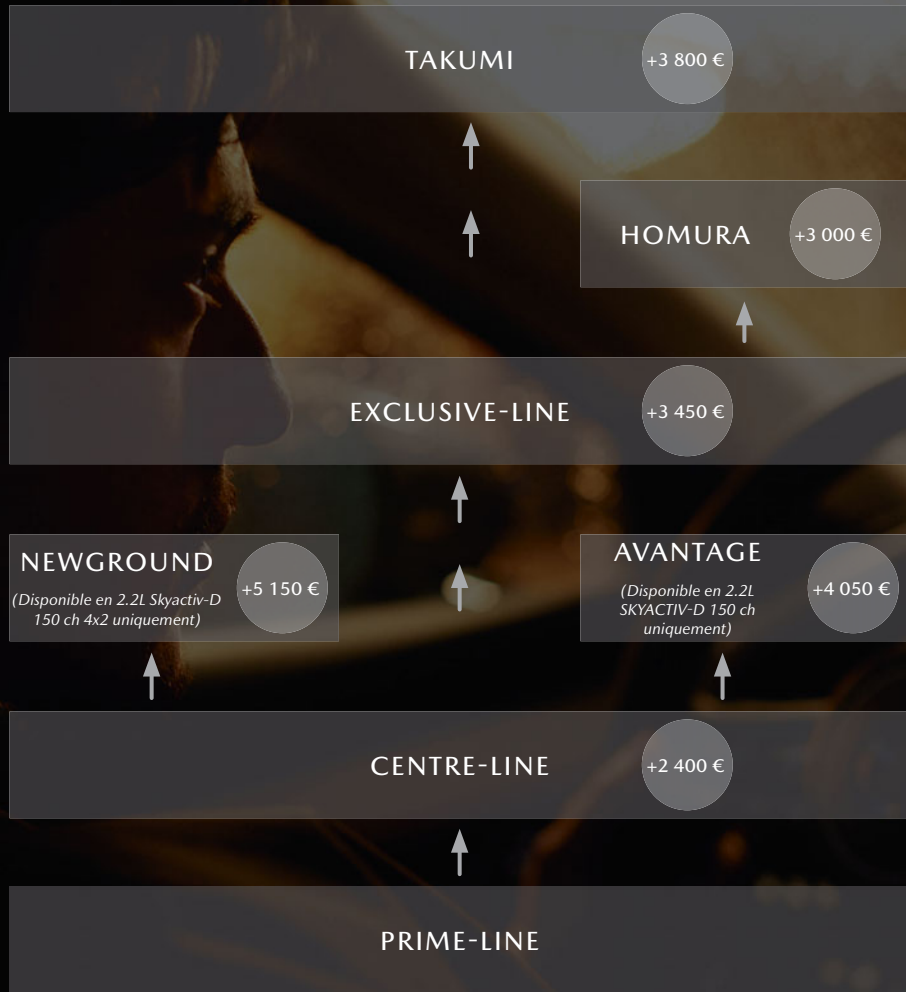 TAKUMI
+3 800 €
HOMURA
+3 000 €
EXCLUSIVE-LINE
+3 450 €
NEWGROUND
(Disponible en 2.2L Skyactiv-D
150 ch 4x2 uniquement)
+5 150 €
AVANTAGE
(Disponible en 2.2L
SKYACTIV-D 150 ch
uniquement)
+4 050 €
CENTRE-LINE
+2 400 €
PRIME-LINE